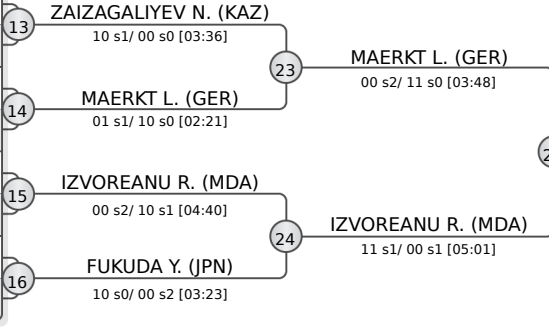 13
ZAIZAGALIYEV N. (KAZ)
10 s1/ 00 s0 [03:36]
23
MAERKT L. (GER)
00 s2/ 11 s0 [03:48]
14
MAERKT L. (GER)
01 s1/ 10 s0 [02:21]
15
IZVOREANU R. (MDA)
00 s2/ 10 s1 [04:40]
24
IZVOREANU R. (MDA)
11 s1/ 00 s1 [05:01]
16
FUKUDA Y. (JPN)
10 s0/ 00 s2 [03:23]